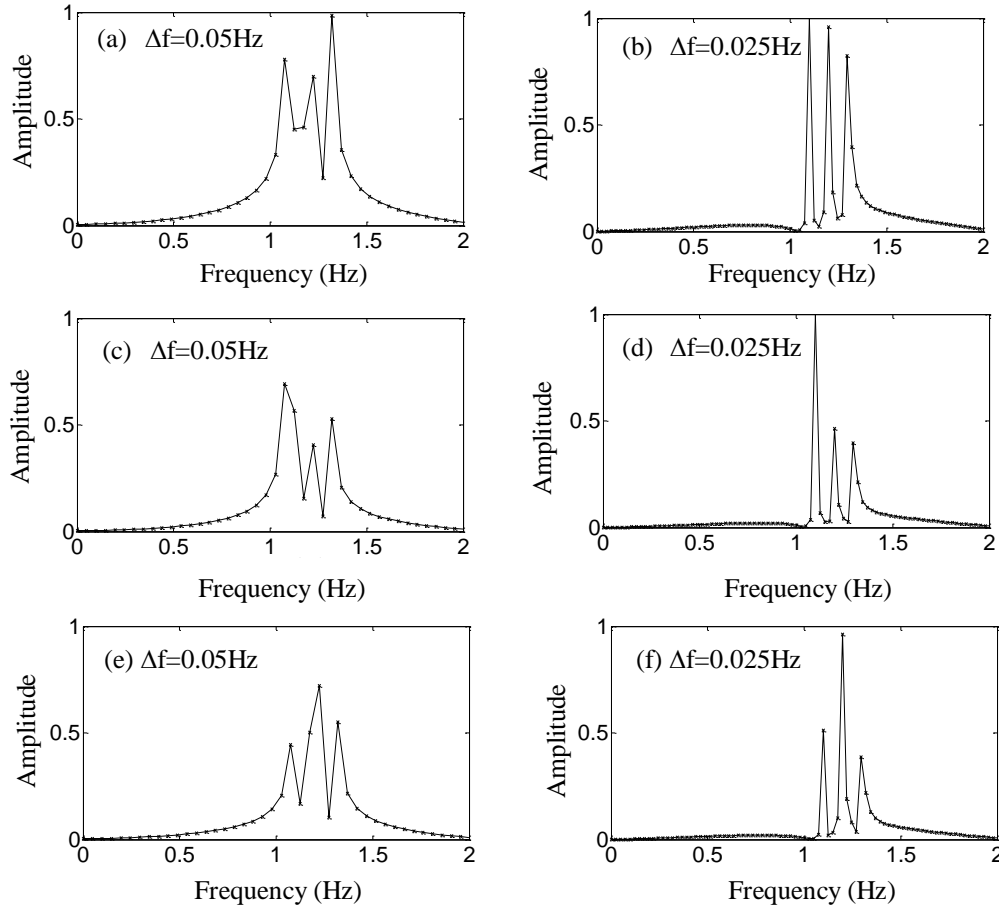 (a) Δf=0.05Hz
1
0.5
0
Amplitude
0 0.5 1 1.5 2
Frequency (Hz)
(b) Δf=0.025Hz
1
0.5
0
Amplitude
0 0.5 1 1.5 2
Frequency (Hz)
(c) Δf=0.05Hz
1
0.5
0
Amplitude
0 0.5 1 1.5 2
Frequency (Hz)
(d) Δf=0.025Hz
1
0.5
0
Amplitude
0 0.5 1 1.5 2
Frequency (Hz)
(e) Δf=0.05Hz
1
0.5
0
Amplitude
0 0.5 1 1.5 2
Frequency (Hz)
(f) Δf=0.025Hz
1
0.5
0
Amplitude
0 0.5 1 1.5 2
Frequency (Hz)